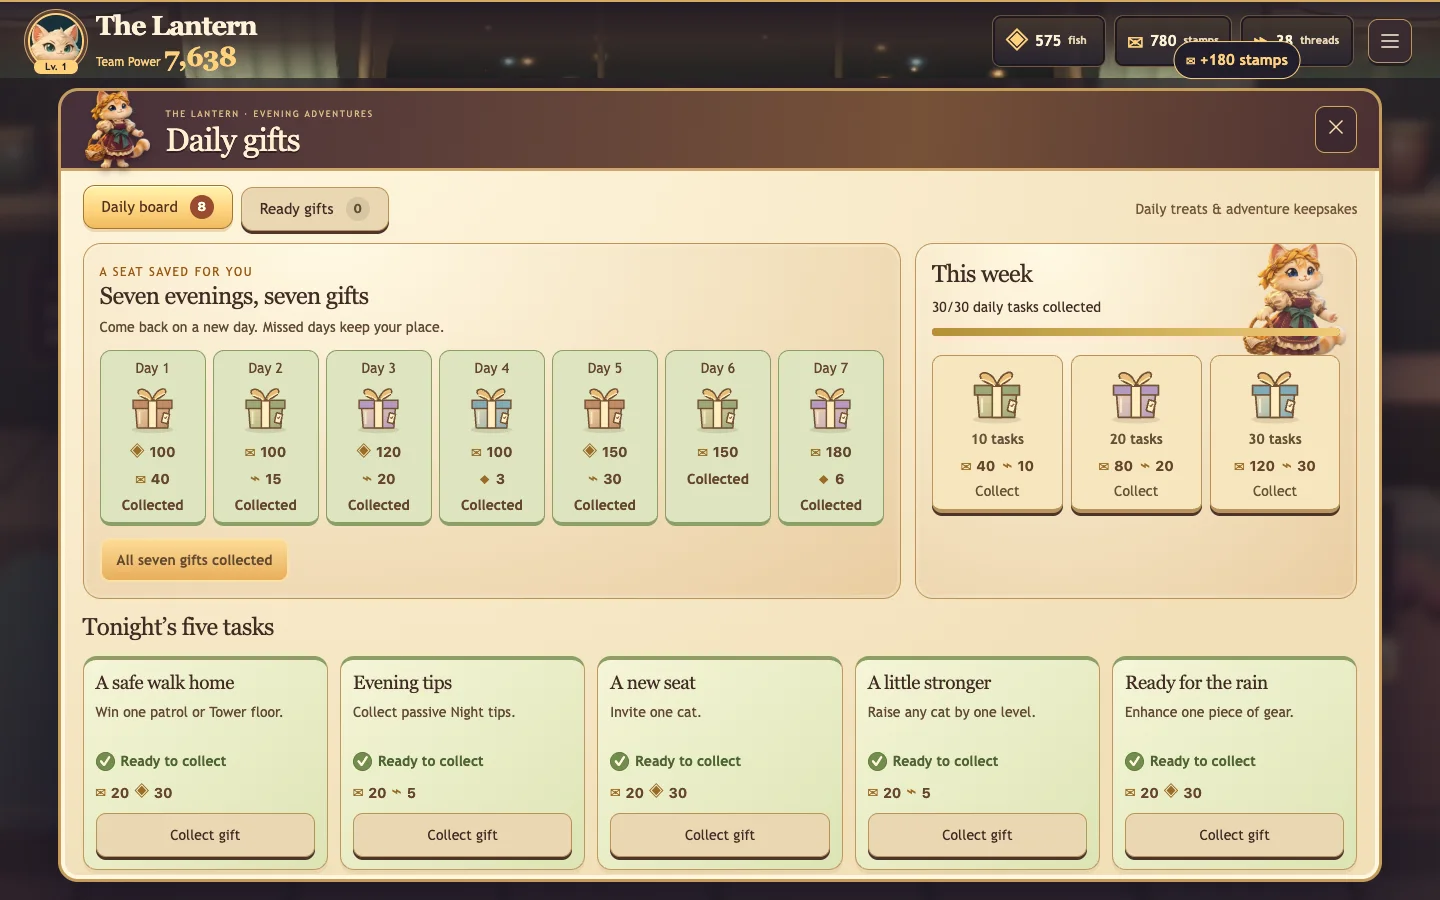 The Lantern
Lv. 1
Team Power 7,638
575 fish
780 stamps
38 threads
✉ +180 stamps
THE LANTERN · EVENING ADVENTURES
Daily gifts
Daily board 8
Ready gifts 0
Daily treats & adventure keepsakes
A SEAT SAVED FOR YOU
Seven evenings, seven gifts
Come back on a new day. Missed days keep your place.
Day 1
100
40
Collected
Day 2
100
15
Collected
Day 3
120
20
Collected
Day 4
100
3
Collected
Day 5
150
30
Collected
Day 6
150
Collected
Day 7
180
6
Collected
All seven gifts collected
This week
30/30 daily tasks collected
10 tasks
40 10
Collect
20 tasks
80 20
Collect
30 tasks
120 30
Collect
Tonight's five tasks
A safe walk home
Win one patrol or Tower floor.
Ready to collect
20 30
Collect gift
Evening tips
Collect passive Night tips.
Ready to collect
20 5
Collect gift
A new seat
Invite one cat.
Ready to collect
20 30
Collect gift
A little stronger
Raise any cat by one level.
Ready to collect
20 5
Collect gift
Ready for the rain
Enhance one piece of gear.
Ready to collect
20 30
Collect gift